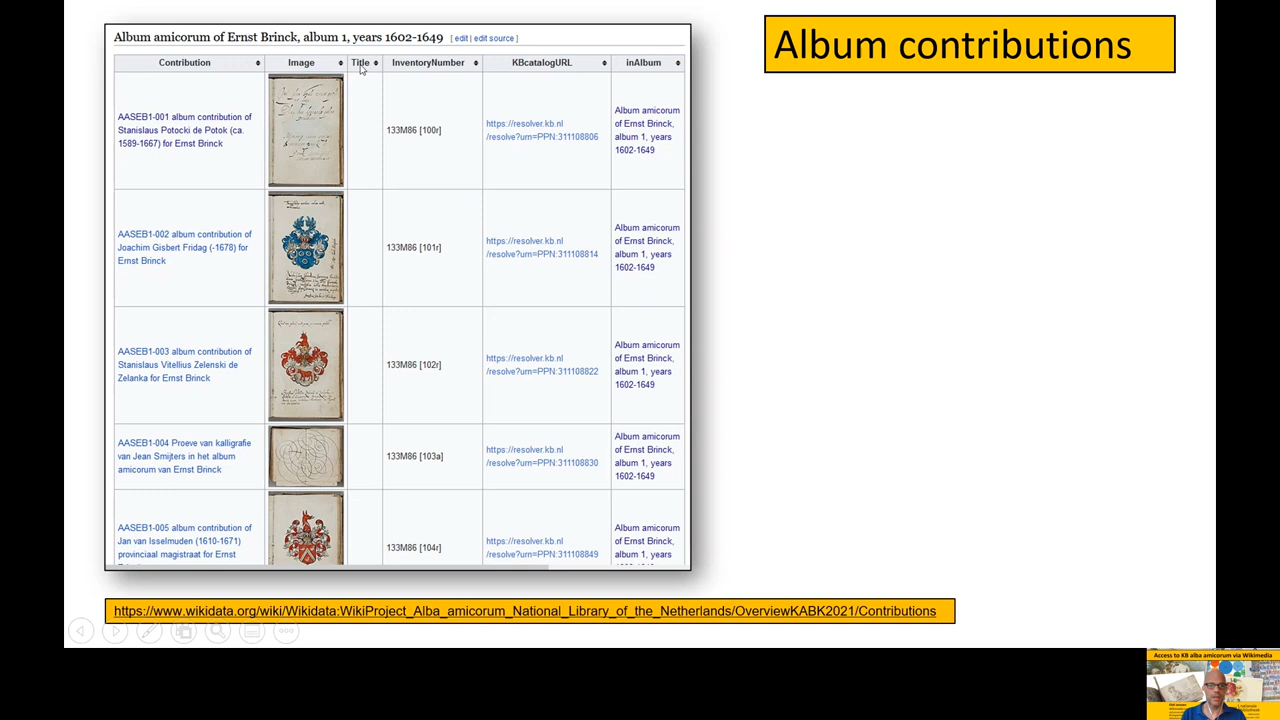 Album amicorum of Ernst Brinck, album 1, years 1602-1649 [ edit | edit source ]
Album contributions
Contribution Image Title InventoryNumber KBcatalogURL inAlbum
AASEB1-001 album contribution of
Stanislaus Potocki de Potok (ca.
1589-1667) for Ernst Brinck
133M86 [100r]
https://resolver.kb.nl
/resolve?urn=PPN:311108806
Album amicorum
of Ernst Brinck,
album 1, years
1602-1649
AASEB1-002 album contribution of
Joachim Gisbert Fridag (-1678) for
Ernst Brinck
133M86 [101r]
https://resolver.kb.nl
/resolve?urn=PPN:311108814
Album amicorum
of Ernst Brinck,
album 1, years
1602-1649
AASEB1-003 album contribution of
Stanislaus Vitellius Zelenski de
Zelanka for Ernst Brinck
133M86 [102r]
https://resolver.kb.nl
/resolve?urn=PPN:311108822
Album amicorum
of Ernst Brinck,
album 1, years
1602-1649
AASEB1-004 Proeve van kalligrafie
van Jean Smijters in het album
amicorum van Ernst Brinck
133M86 [103a]
https://resolver.kb.nl
/resolve?urn=PPN:311108830
Album amicorum
of Ernst Brinck,
album 1, years
1602-1649
AASEB1-005 album contribution of
Jan van Isselmuden (1610-1671)
provinciaal magistraat for Ernst
133M86 [104r]
https://resolver.kb.nl
/resolve?urn=PPN:311108849
Album amicorum
of Ernst Brinck,
album 1, years
https://www.wikidata.org/wiki/Wikidata:WikiProject_Alba_amicorum_National_Library_of_the_Netherlands/OverviewKABK2021/Contributions
Access to KB alba amicorum via Wikimedia